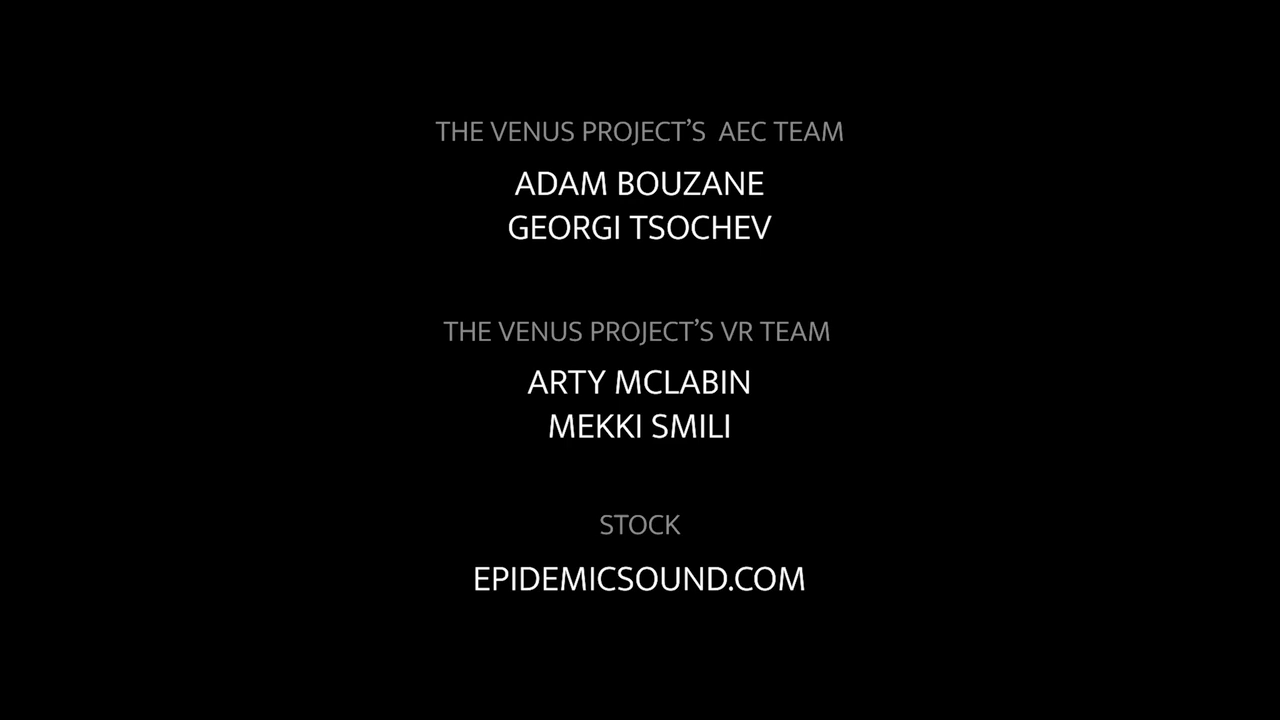 THE VENUS PROJECT’S  AEC TEAM
ADAM BOUZANE
GEORGI TSOCHEV
THE VENUS PROJECT’S VR TEAM
ARTY MCLABIN
MEKKI SMILI
STOCK
EPIDEMICSOUND.COM